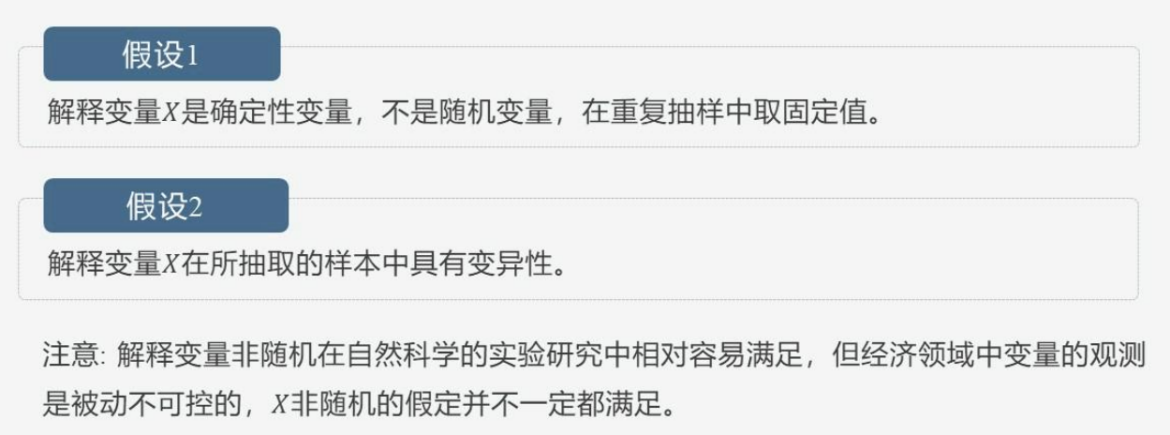 假设1
解释变量X是确定性变量，不是随机变量，在重复抽样中取固定值。
假设2
解释变量X在所抽取的样本中具有变异性。
注意: 解释变量非随机在自然科学的实验研究中相对容易满足，但经济领域中变量的观测
是被动不可控的，X非随机的假定并不一定都满足。